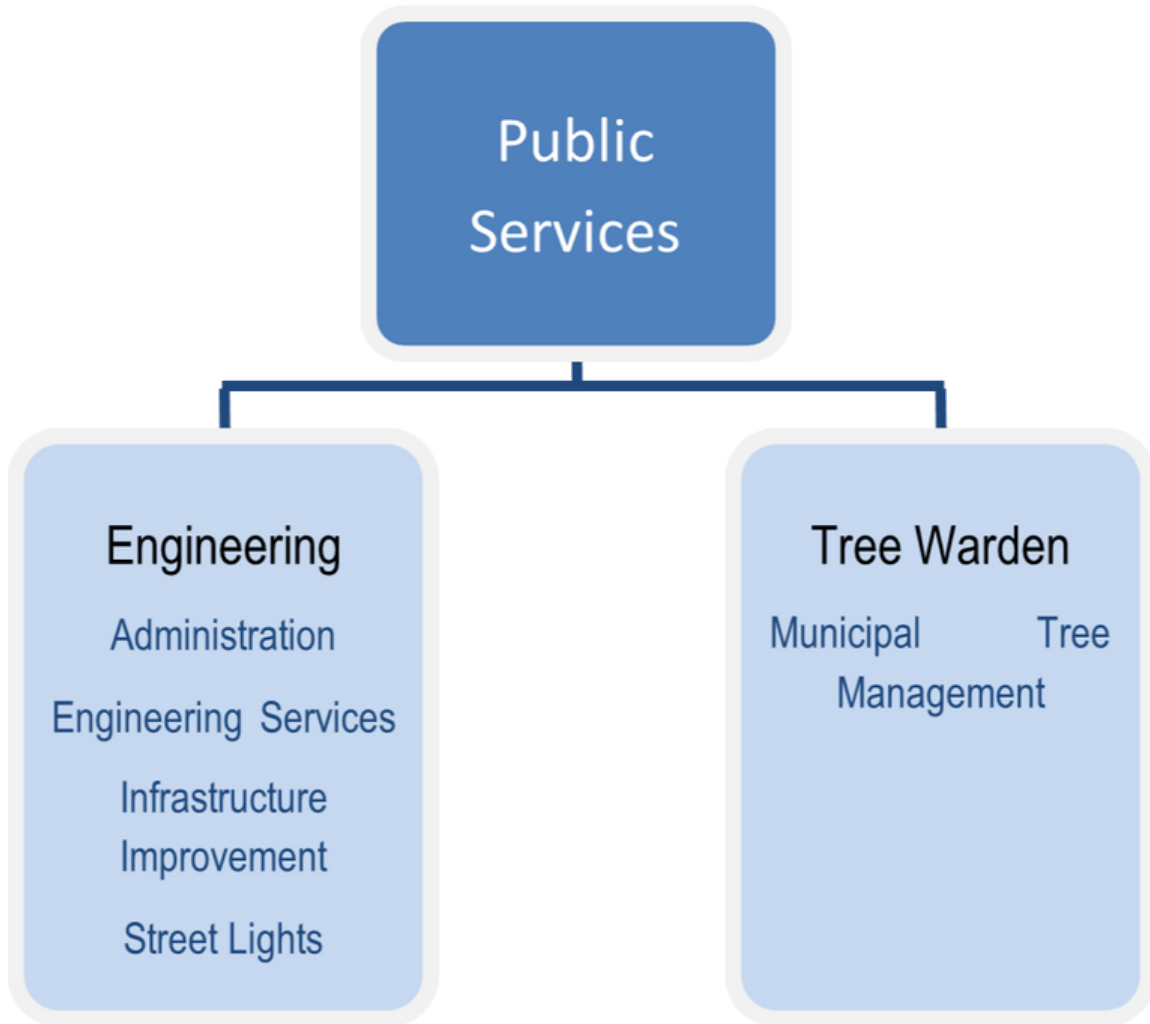 Public
Services
Engineering
Administration
Engineering Services
Infrastructure
Improvement
Street Lights
Tree Warden
Municipal Tree
Management